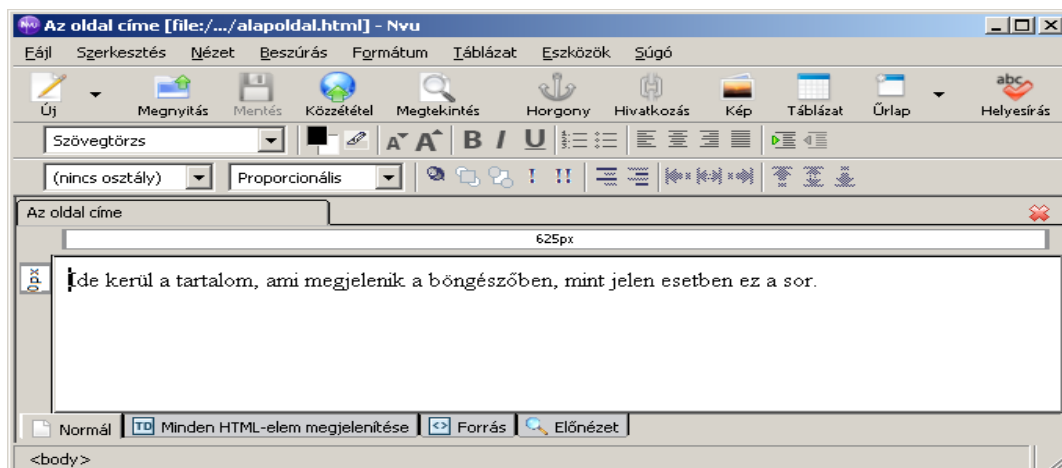 Az oldal címe [file:/.../alapoldal.html] - Nvu
Fájl Szerkesztés Nézet Beszúrás Formátum Táblázat Eszközök Súgó
abc
Új Megnyitás Mentés Közzététel Megtekintés Horgony Hivatkozás Kép Táblázat Űrlap Helyesírás
Szövegtörzs A A B I U
(nincs osztály) Proporcionális ! !!
Az oldal címe
625px
0px
Ide kerül a tartalom, ami megjelenik a böngészőben, mint jelen esetben ez a sor.
Normál TD Minden HTML-elem megjelenítése <> Forrás Előnézet
<body>